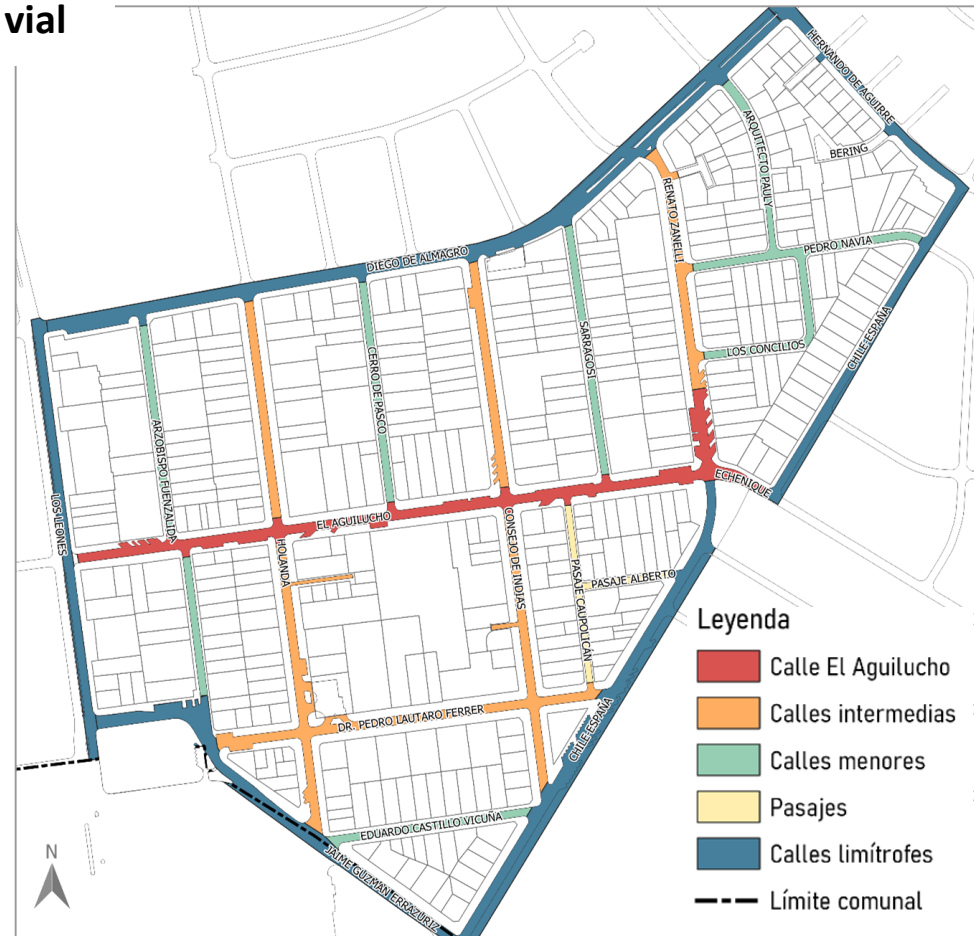 vial
HERNANDO DE AGUIRRE
ARQUITECTO PAULY
BERING
RENATO ZANELLI
PEDRO NAVIA
DIEGO DE ALMAGRO
SARRAGOSI
CHILE-ESPAÑA
LOS CONCILIOS
CERRO DE PASCO
ARZOBISPO FUENZALIDA
ECHENIQUE
LOS LEONES
EL AGUILUCHO
HOLANDA
CONSEJO DE INDIAS
PASAJE CAUPOLICÁN
PASAJE ALBERTO
DR. PEDRO LAUTARO FERRER
CHILE-ESPAÑA
EDUARDO CASTILLO VICUÑA
JAIME GUZMÁN ERRÁZURIZ
N
Leyenda
Calle El Aguilucho
Calles intermedias
Calles menores
Pasajes
Calles limítrofes
Límite comunal